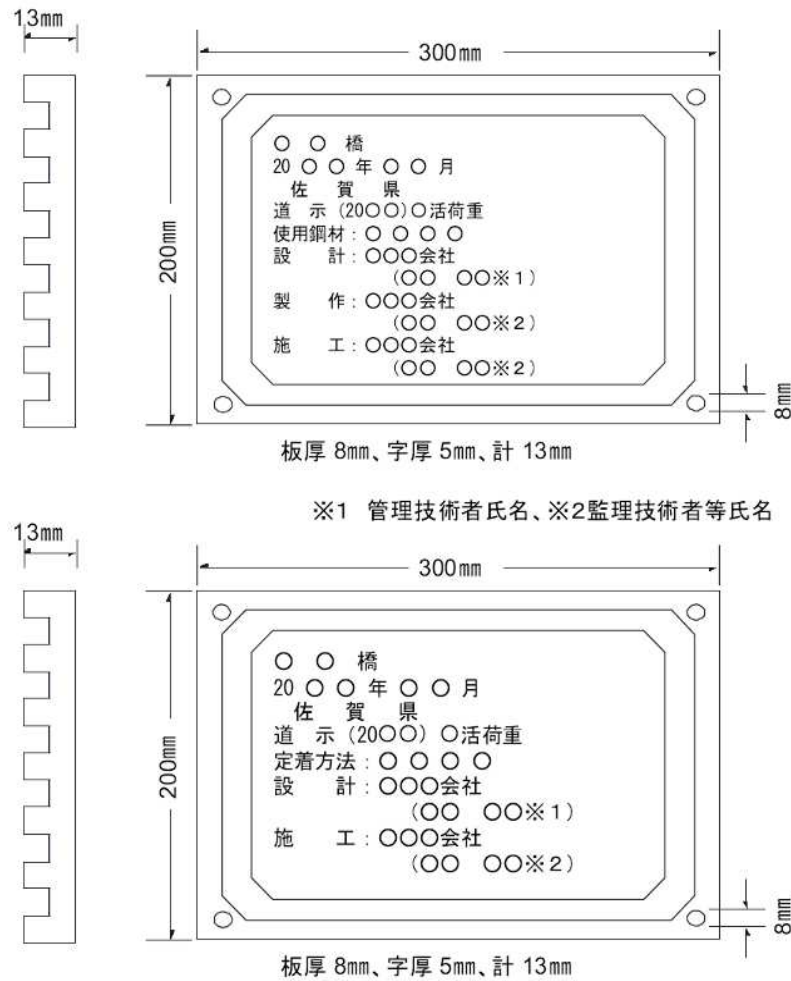 13㎜
300㎜
200㎜
○ ○ 橋
20 ○ ○ 年 ○ ○ 月
佐 賀 県
道 示 (20○○)○活荷重
使用鋼材：○ ○ ○ ○
設 計：○○○会社
(○○ ○○※1)
製 作：○○○会社
(○○ ○○※2)
施 工：○○○会社
(○○ ○○※2)
8㎜
板厚 8㎜、字厚 5㎜、計 13㎜
※1 管理技術者氏名、※2監理技術者等氏名
13㎜
300㎜
200㎜
○ ○ 橋
20 ○ ○ 年 ○ ○ 月
佐 賀 県
道 示 (20○○) ○活荷重
定着方法：○ ○ ○ ○
設 計：○○○会社
(○○ ○○※1)
施 工：○○○会社
(○○ ○○※2)
8㎜
板厚 8㎜、字厚 5㎜、計 13㎜